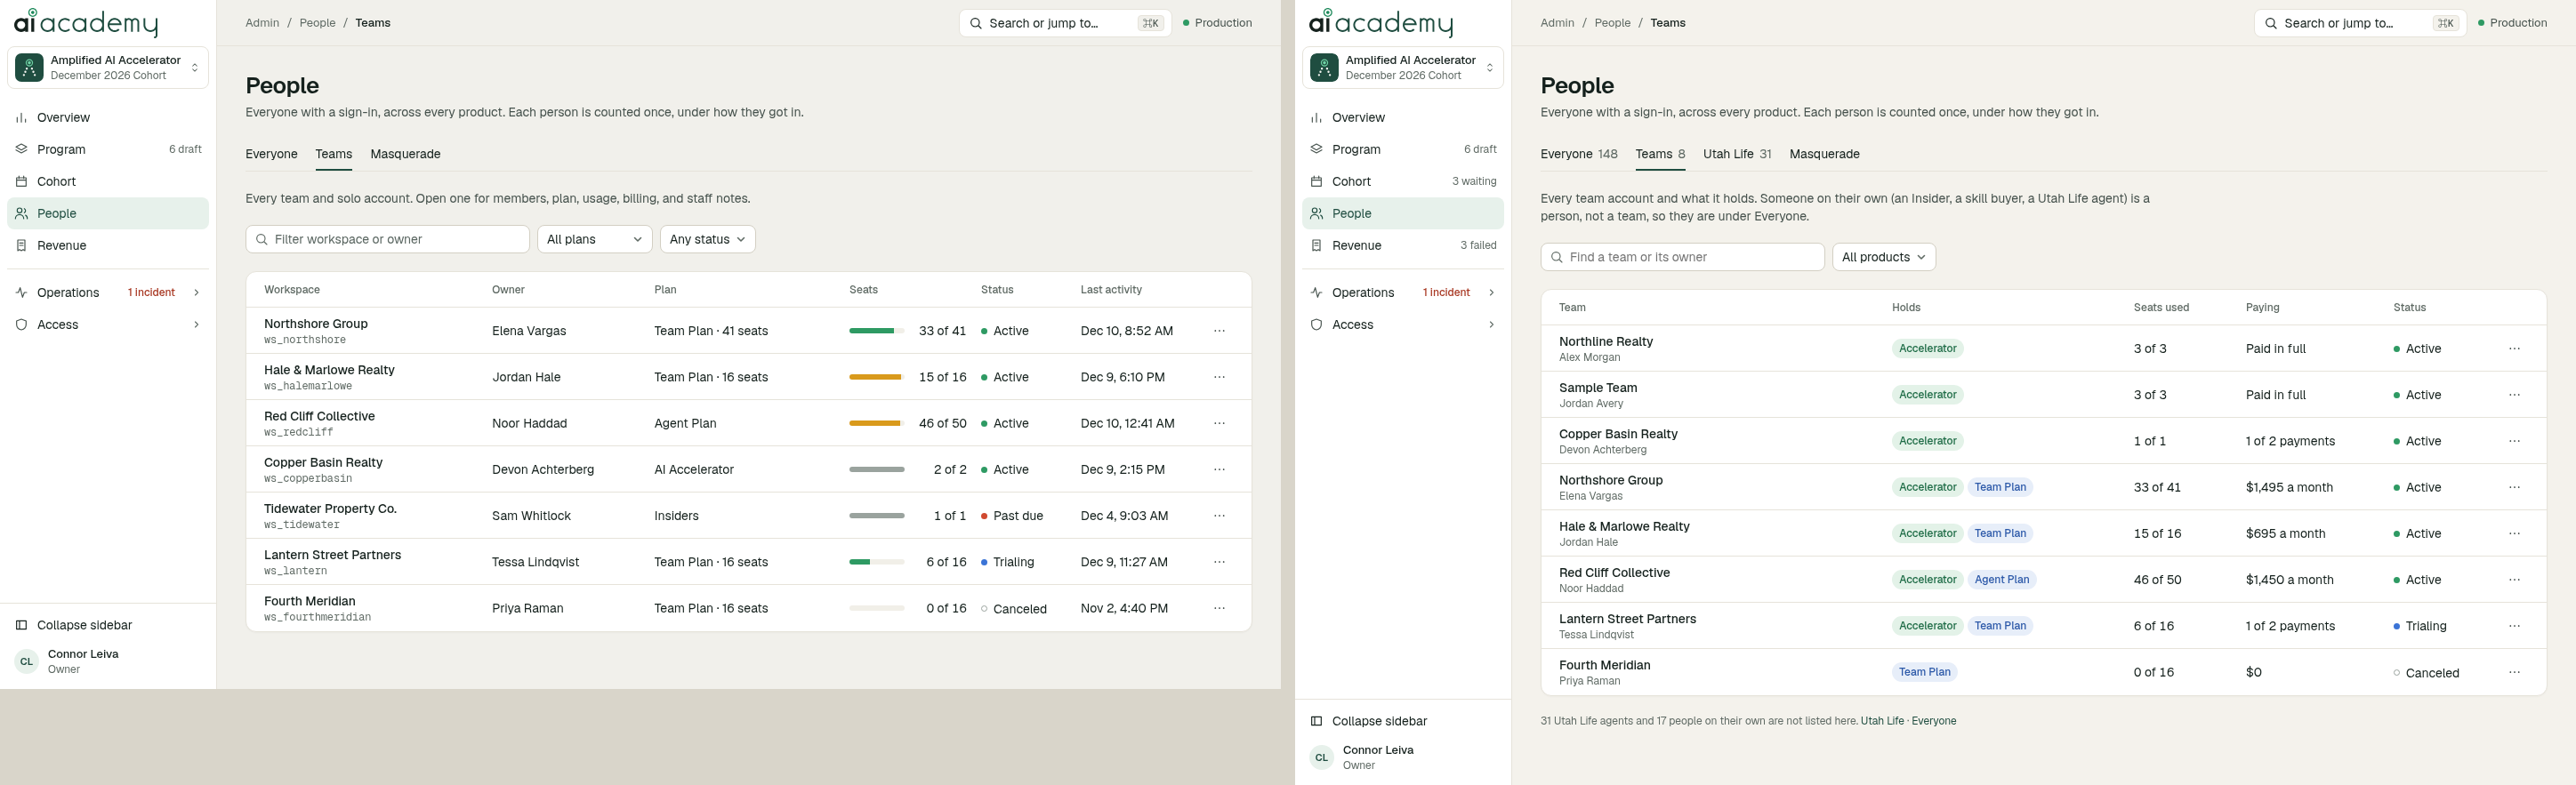 ai academy
Amplified AI Accelerator
December 2026 Cohort
Overview
Program 6 draft
Cohort
People
Revenue
Operations 1 incident
Access
Collapse sidebar
CL Connor Leiva
Owner
Admin / People / Teams
Search or jump to… ⌘K Production
People
Everyone with a sign-in, across every product. Each person is counted once, under how they got in.
Everyone Teams Masquerade
Every team and solo account. Open one for members, plan, usage, billing, and staff notes.
Filter workspace or owner All plans Any status
Workspace Owner Plan Seats Status Last activity
Northshore Group Elena Vargas Team Plan · 41 seats 33 of 41 Active Dec 10, 8:52 AM ···
ws_northshore
Hale & Marlowe Realty Jordan Hale Team Plan · 16 seats 15 of 16 Active Dec 9, 6:10 PM ···
ws_halemarlowe
Red Cliff Collective Noor Haddad Agent Plan 46 of 50 Active Dec 10, 12:41 AM ···
ws_redcliff
Copper Basin Realty Devon Achterberg AI Accelerator 2 of 2 Active Dec 9, 2:15 PM ···
ws_copperbasin
Tidewater Property Co. Sam Whitlock Insiders 1 of 1 Past due Dec 4, 9:03 AM ···
ws_tidewater
Lantern Street Partners Tessa Lindqvist Team Plan · 16 seats 6 of 16 Trialing Dec 9, 11:27 AM ···
ws_lantern
Fourth Meridian Priya Raman Team Plan · 16 seats 0 of 16 Canceled Nov 2, 4:40 PM ···
ws_fourthmeridian
ai academy
Amplified AI Accelerator
December 2026 Cohort
Overview
Program 6 draft
Cohort 3 waiting
People
Revenue 3 failed
Operations 1 incident
Access
Collapse sidebar
CL Connor Leiva
Owner
Admin / People / Teams
Search or jump to… ⌘K Production
People
Everyone with a sign-in, across every product. Each person is counted once, under how they got in.
Everyone 148 Teams 8 Utah Life 31 Masquerade
Every team account and what it holds. Someone on their own (an Insider, a skill buyer, a Utah Life agent) is a
person, not a team, so they are under Everyone.
Find a team or its owner All products
Team Holds Seats used Paying Status
Northline Realty Accelerator 3 of 3 Paid in full Active ···
Alex Morgan
Sample Team Accelerator 3 of 3 Paid in full Active ···
Jordan Avery
Copper Basin Realty Accelerator 1 of 1 1 of 2 payments Active ···
Devon Achterberg
Northshore Group Accelerator Team Plan 33 of 41 $1,495 a month Active ···
Elena Vargas
Hale & Marlowe Realty Accelerator Team Plan 15 of 16 $695 a month Active ···
Jordan Hale
Red Cliff Collective Accelerator Agent Plan 46 of 50 $1,450 a month Active ···
Noor Haddad
Lantern Street Partners Accelerator Team Plan 6 of 16 1 of 2 payments Trialing ···
Tessa Lindqvist
Fourth Meridian Team Plan 0 of 16 $0 Canceled ···
Priya Raman
31 Utah Life agents and 17 people on their own are not listed here. Utah Life · Everyone